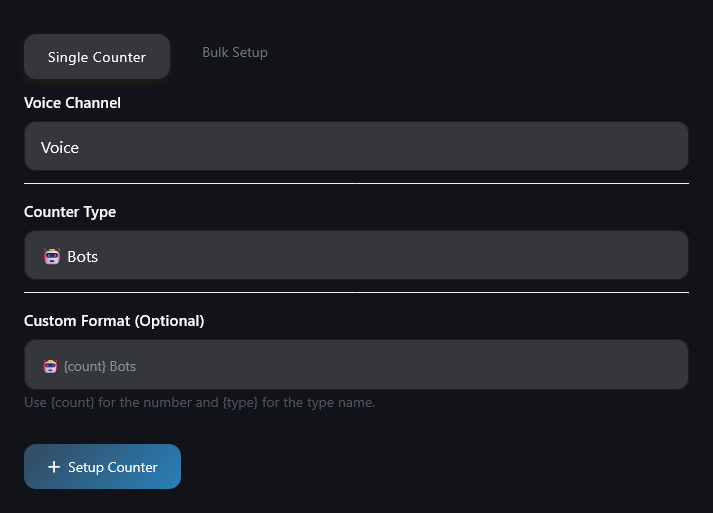 Single Counter
Bulk Setup
Voice Channel
Voice
Counter Type
🤖 Bots
Custom Format (Optional)
🤖 {count} Bots
Use {count} for the number and {type} for the type name.
+ Setup Counter